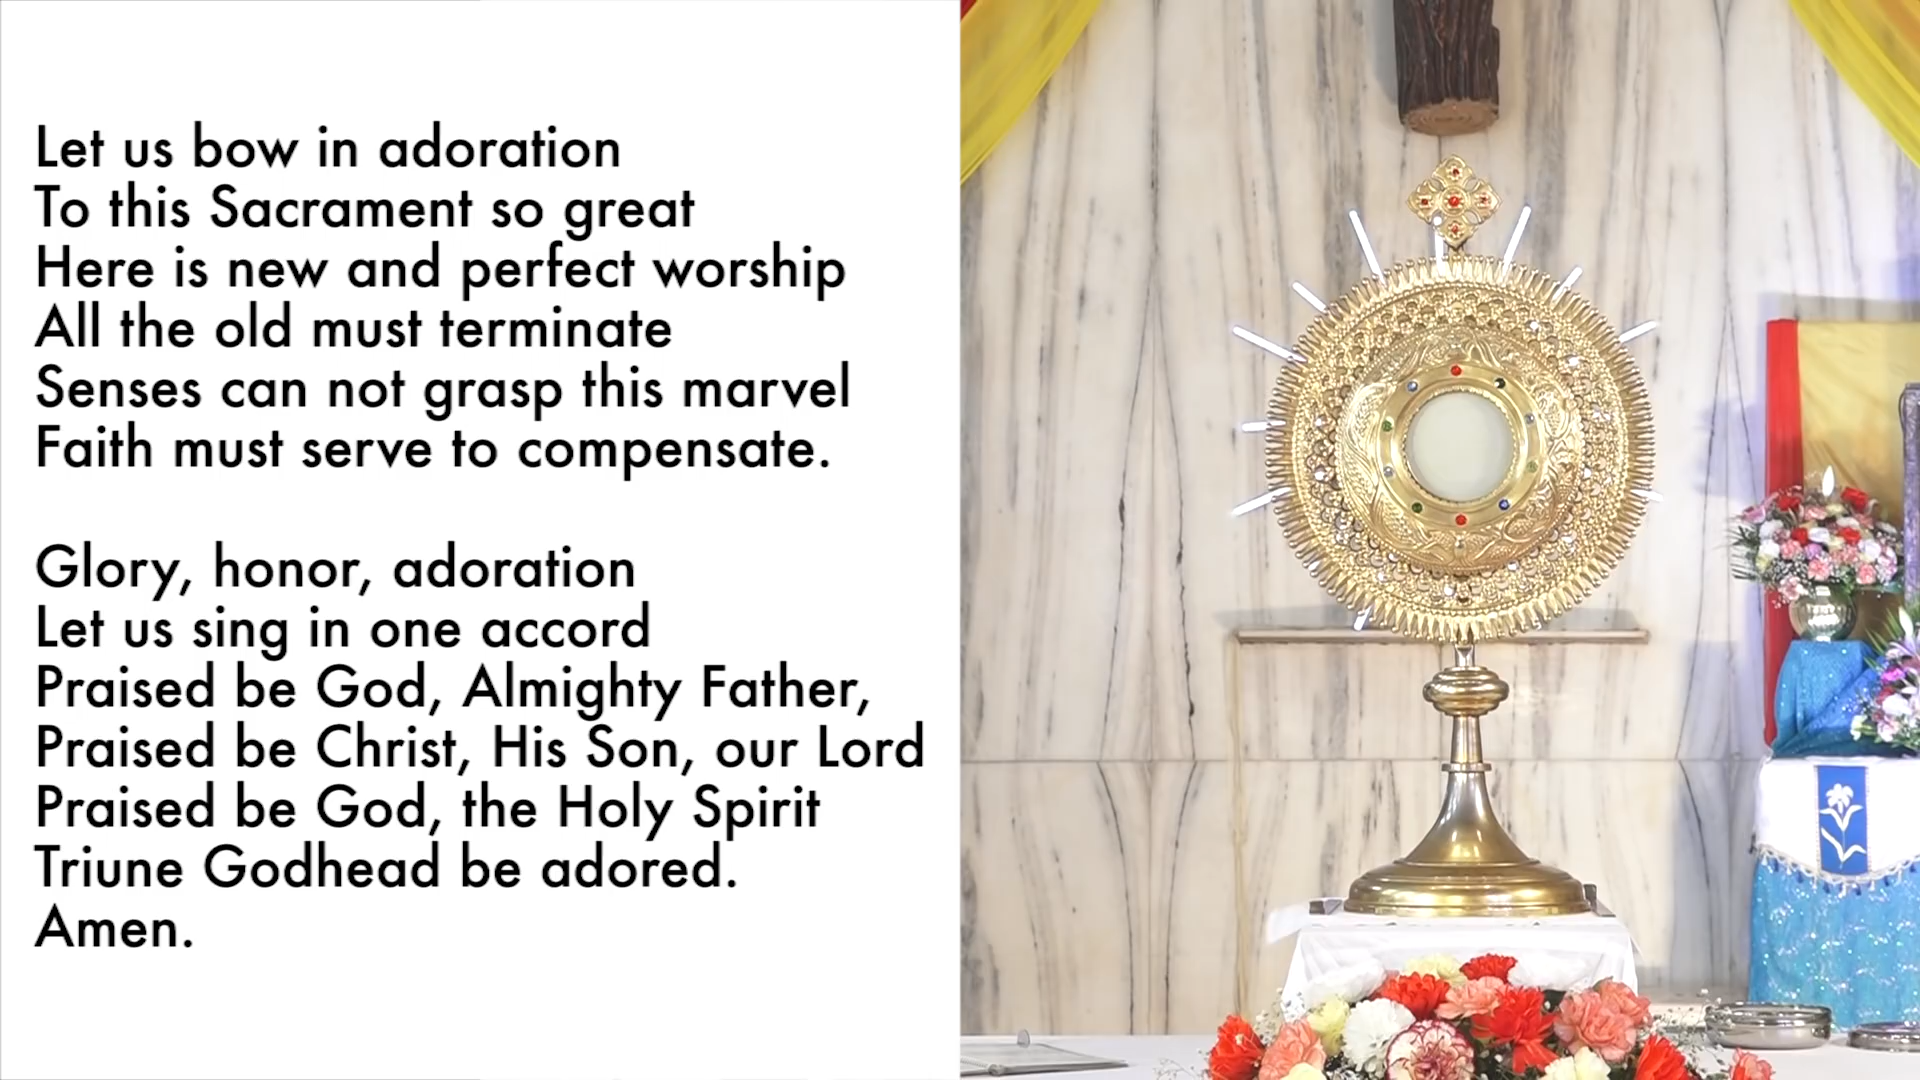 Let us bow in adoration
To this Sacrament so great
Here is new and perfect worship
All the old must terminate
Senses can not grasp this marvel
Faith must serve to compensate.

Glory, honor, adoration
Let us sing in one accord
Praised be God, Almighty Father,
Praised be Christ, His Son, our Lord
Praised be God, the Holy Spirit
Triune Godhead be adored.
Amen.